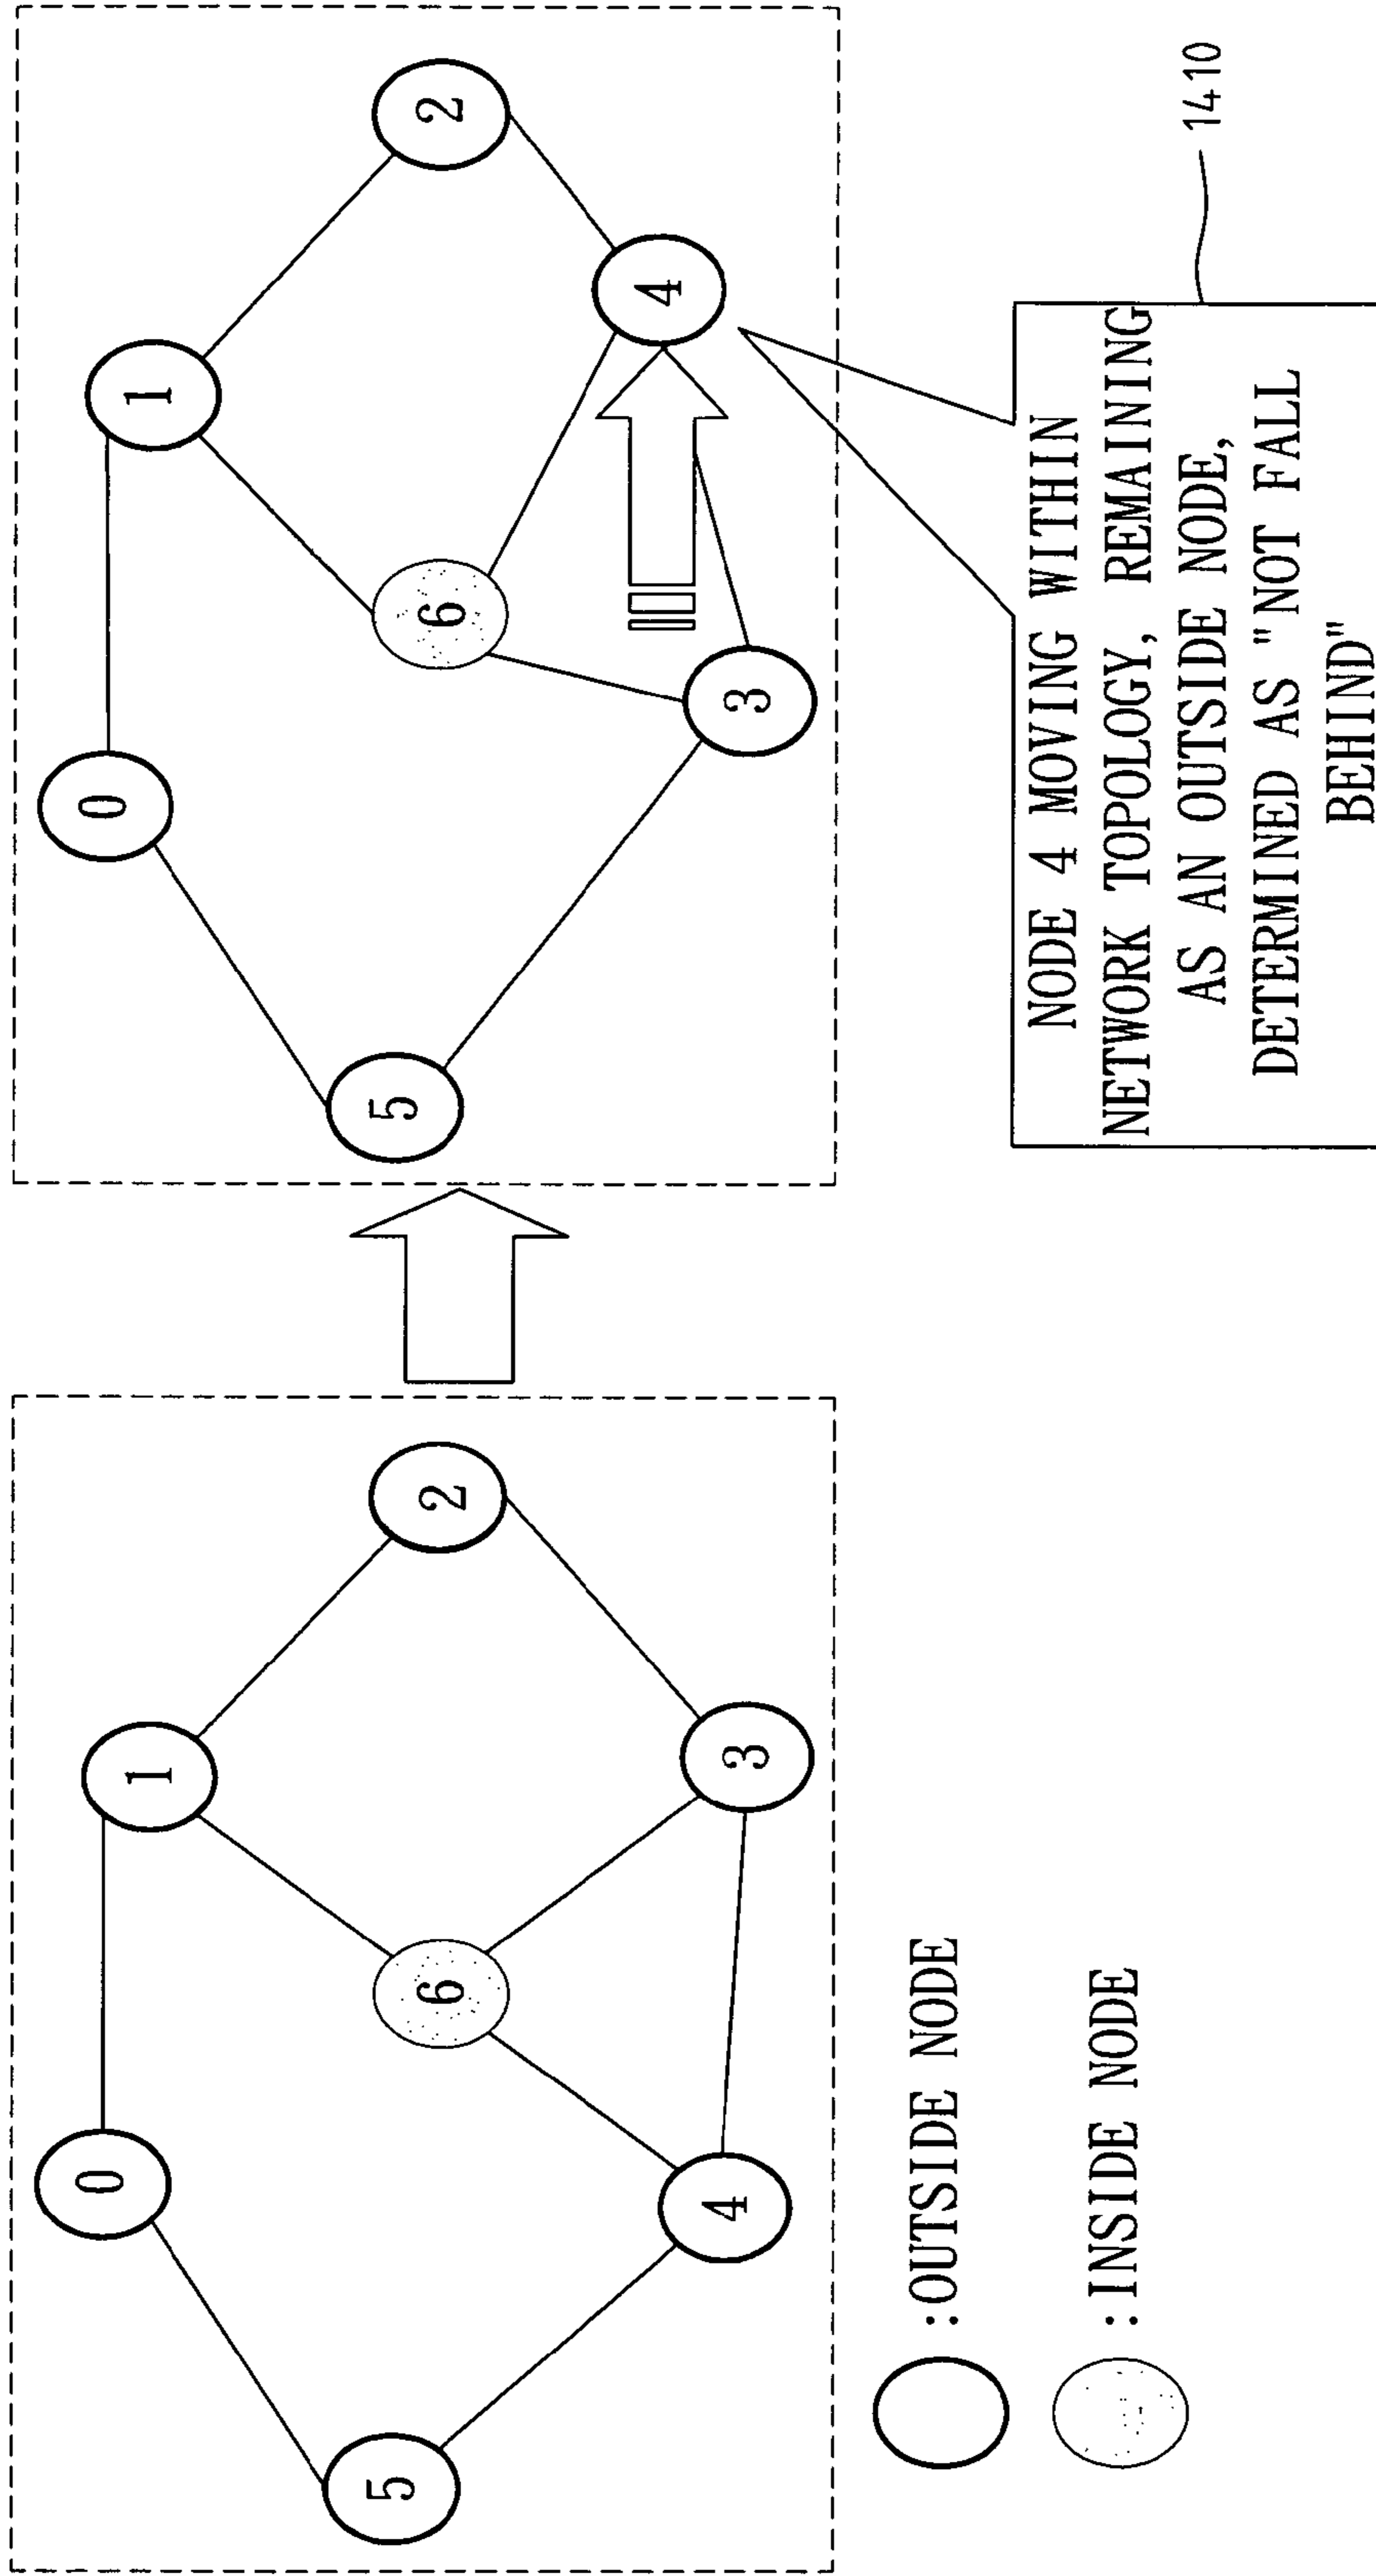 0
1
2
3
4
5
6
:OUTSIDE NODE
:INSIDE NODE
0
1
2
3
4
5
6
NODE 4 MOVING WITHIN
NETWORK TOPOLOGY, REMAINING
AS AN OUTSIDE NODE,
DETERMINED AS "NOT FALL
BEHIND"
1410